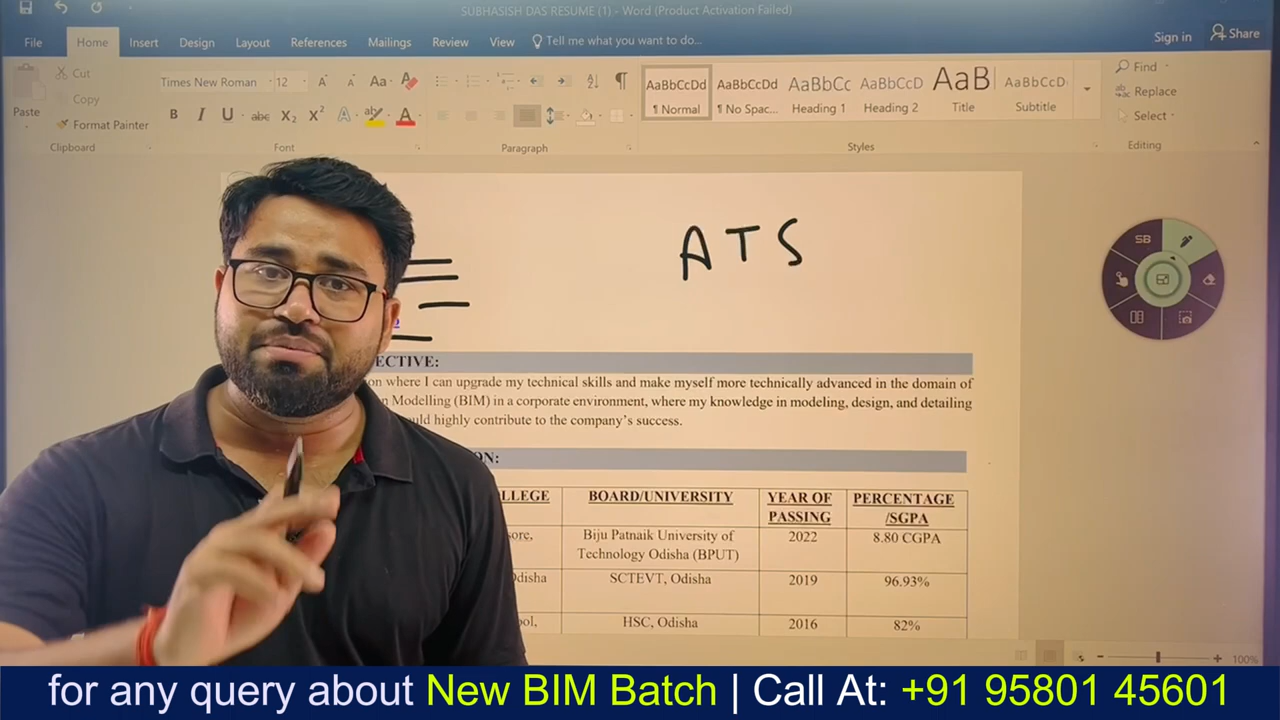 SUBHASISH DAS RESUME (1) - Word (Product Activation Failed)
File Home Insert Design Layout References Mailings Review View Tell me what you want to do... Sign in Share
Cut
Copy
Format Painter
Paste
Clipboard
Times New Roman 12
Font
Paragraph
AaBbCcDd AaBbCcDd AaBbCc AaBbCcD AaB AaBbCcD
¶ Normal ¶ No Spac... Heading 1 Heading 2 Title Subtitle
Styles
Find
Replace
Select
Editing
ATS
SB
ECTIVE:
on where I can upgrade my technical skills and make myself more technically advanced in the domain of
n Modelling (BIM) in a corporate environment, where my knowledge in modeling, design, and detailing
uld highly contribute to the company's success.
ON:
LLEGE BOARD/UNIVERSITY YEAR OF PASSING PERCENTAGE /SGPA
sore, Biju Patnaik University of Technology Odisha (BPUT) 2022 8.80 CGPA
Odisha SCTEVT, Odisha 2019 96.93%
ool, HSC, Odisha 2016 82%
100%
for any query about New BIM Batch | Call At: +91 95801 45601